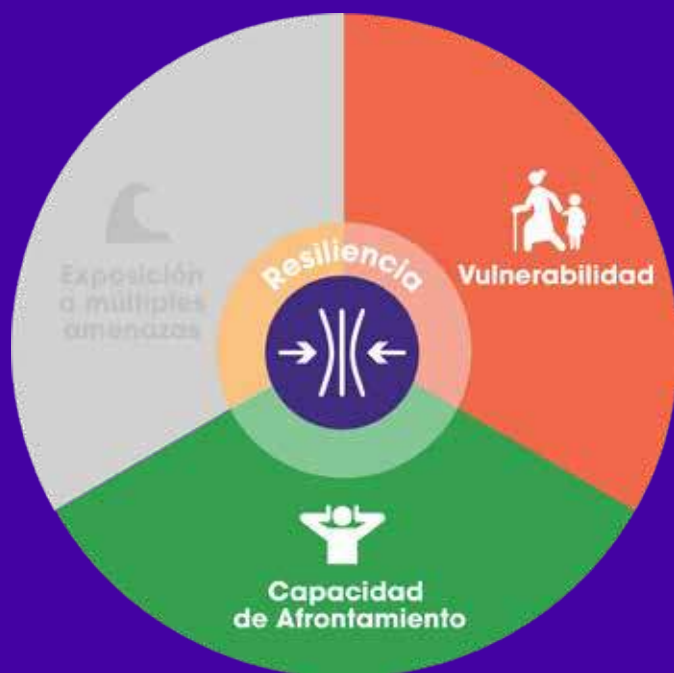 Resiliencia
Exposición
a múltiples
amenazas
Vulnerabilidad
Capacidad
de Afrontamiento